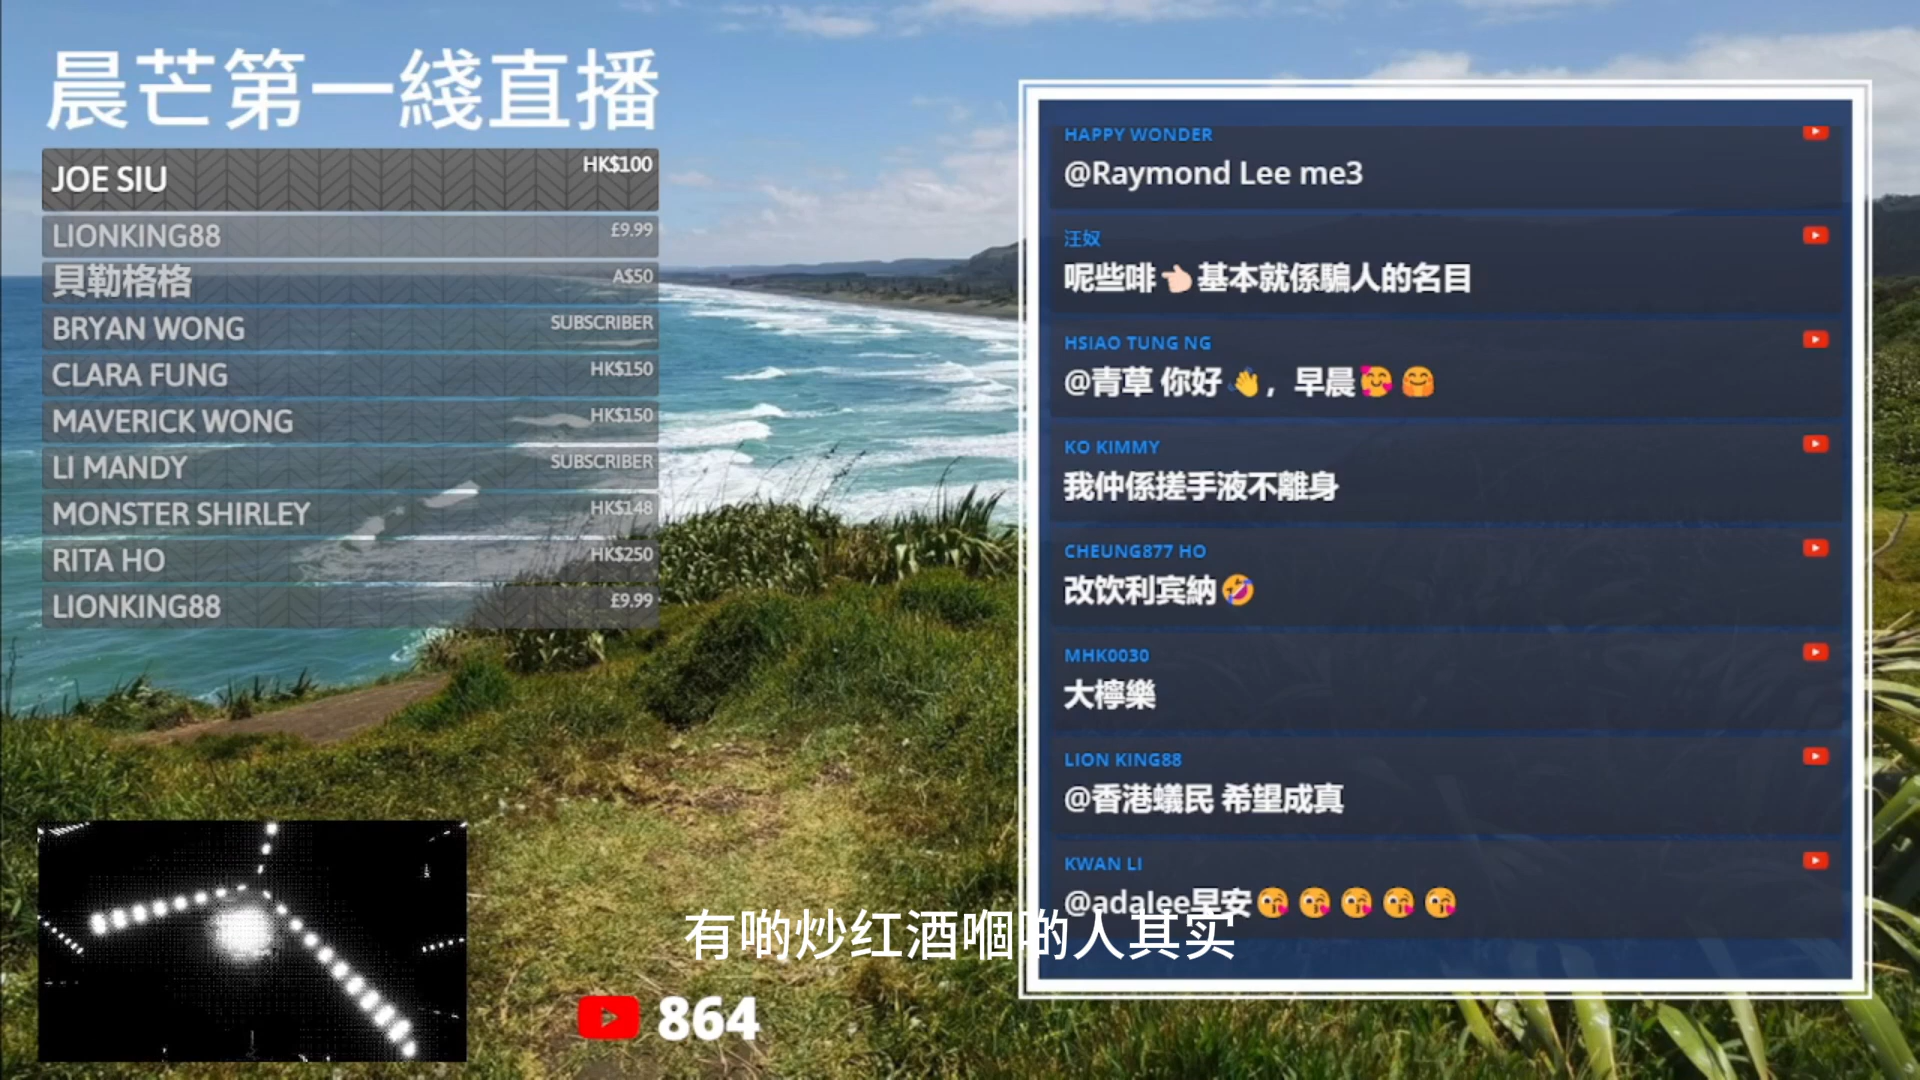 晨芒第一綫直播
JOE SIU HK$100
LIONKING88 £9.99
貝勒格格 A$50
BRYAN WONG SUBSCRIBER
CLARA FUNG HK$150
MAVERICK WONG HK$150
LI MANDY SUBSCRIBER
MONSTER SHIRLEY HK$148
RITA HO HK$250
LIONKING88 £9.99
HAPPY WONDER
@Raymond Lee me3
汪奴
呢些啡👈🏻基本就係騙人的名目
HSIAO TUNG NG
@青草 你好👋，早晨🥰🤗
KO KIMMY
我仲係搓手液不離身
CHEUNG877 HO
改饮利宾納🤣
MHK0030
大檸樂
LION KING88
@香港蟻民 希望成真
KWAN LI
@adalee早安😘😘😘😘😘
有啲炒红酒嗰啲人其实
864